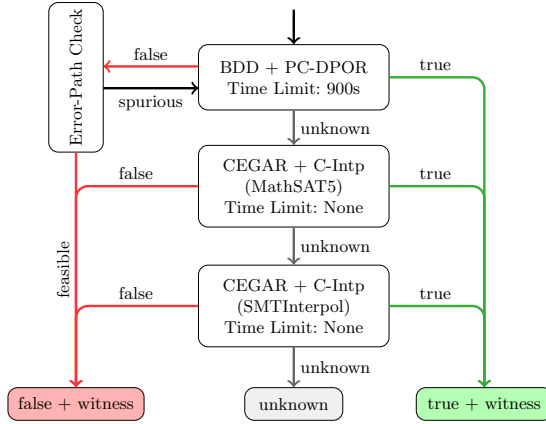 Error-Path Check
false
spurious
BDD + PC-DPOR
Time Limit: 900s
true
unknown
false
CEGAR + C-Intp
(MathSAT5)
Time Limit: None
true
feasible
unknown
false
CEGAR + C-Intp
(SMTInterpol)
Time Limit: None
true
unknown
false + witness
unknown
true + witness